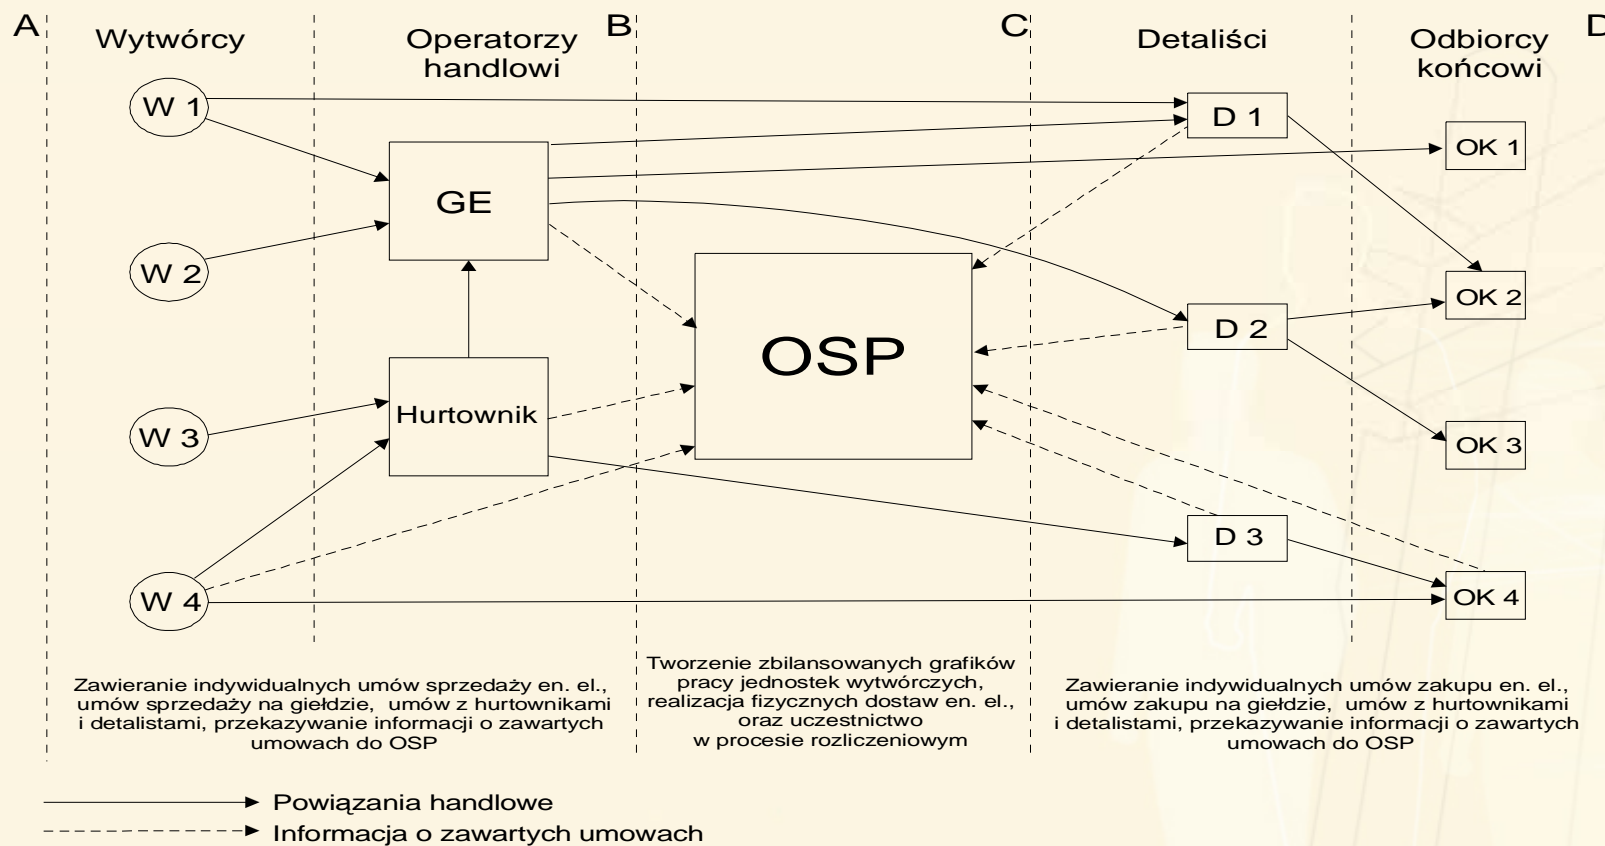 A
B
C
D
Wytwórcy
Operatorzy
handlowi
Detaliści
Odbiorcy
końcowi
W 1
W 2
W 3
W 4
GE
Hurtownik
OSP
D 1
D 2
D 3
OK 1
OK 2
OK 3
OK 4
Zawieranie indywidualnych umów sprzedaży en. el.,
umów sprzedaży na giełdzie, umów z hurtownikami
i detalistami, przekazywanie informacji o zawartych
umowach do OSP
Tworzenie zbilansowanych grafików
pracy jednostek wytwórczych,
realizacja fizycznych dostaw en. el.,
oraz uczestnictwo
w procesie rozliczeniowym
Zawieranie indywidualnych umów zakupu en. el.,
umów zakupu na giełdzie, umów z hurtownikami
i detalistami, przekazywanie informacji o zawartych
umowach do OSP
Powiązania handlowe
Informacja o zawartych umowach